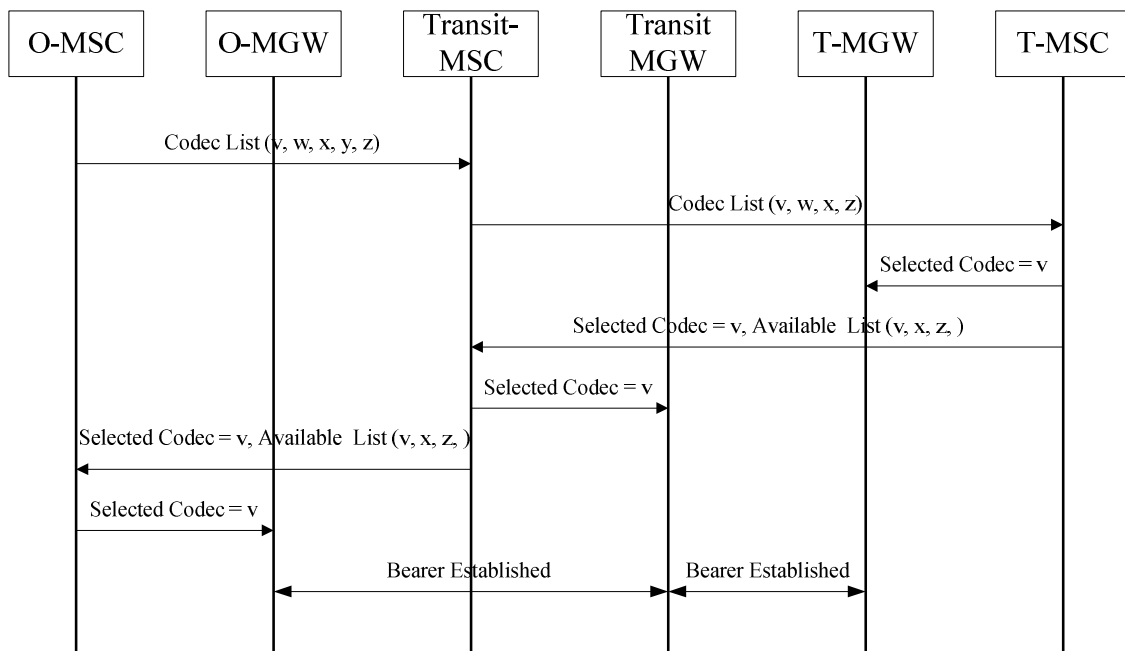 O-MSC
O-MGW
Transit-
MSC
Transit
MGW
T-MGW
T-MSC
Codec List (v, w, x, y, z)
Codec List (v, w, x, z)
Selected Codec = v
Selected Codec = v, Available List (v, x, z, )
Selected Codec = v
Selected Codec = v, Available List (v, x, z, )
Selected Codec = v
Bearer Established
Bearer Established